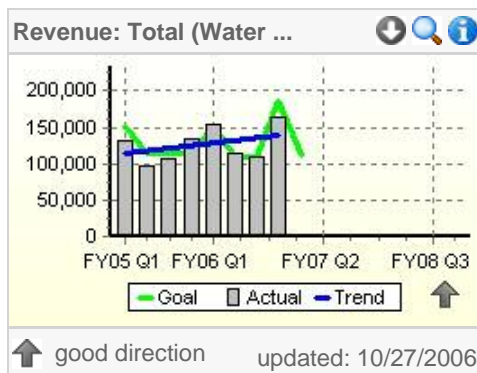 Revenue: Total (Water ...
200,000
150,000
100,000
50,000
0
FY05 Q1 FY06 Q1 FY07 Q2 FY08 Q3
Goal Actual Trend
good direction updated: 10/27/2006